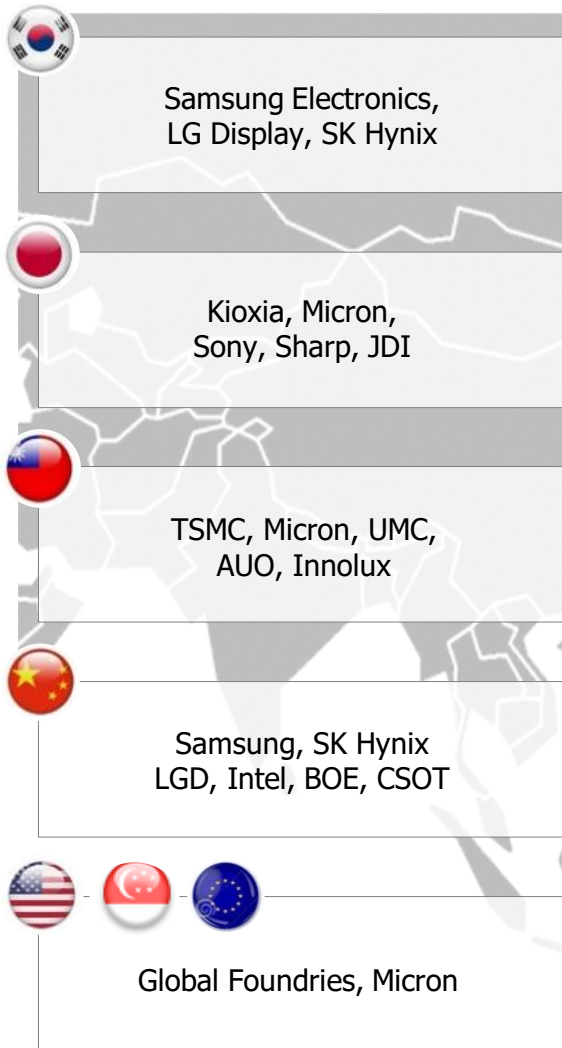 Samsung Electronics,
LG Display, SK Hynix
Kioxia, Micron,
Sony, Sharp, JDI
TSMC, Micron, UMC,
AUO, Innolux
Samsung, SK Hynix
LGD, Intel, BOE, CSOT
Global Foundries, Micron